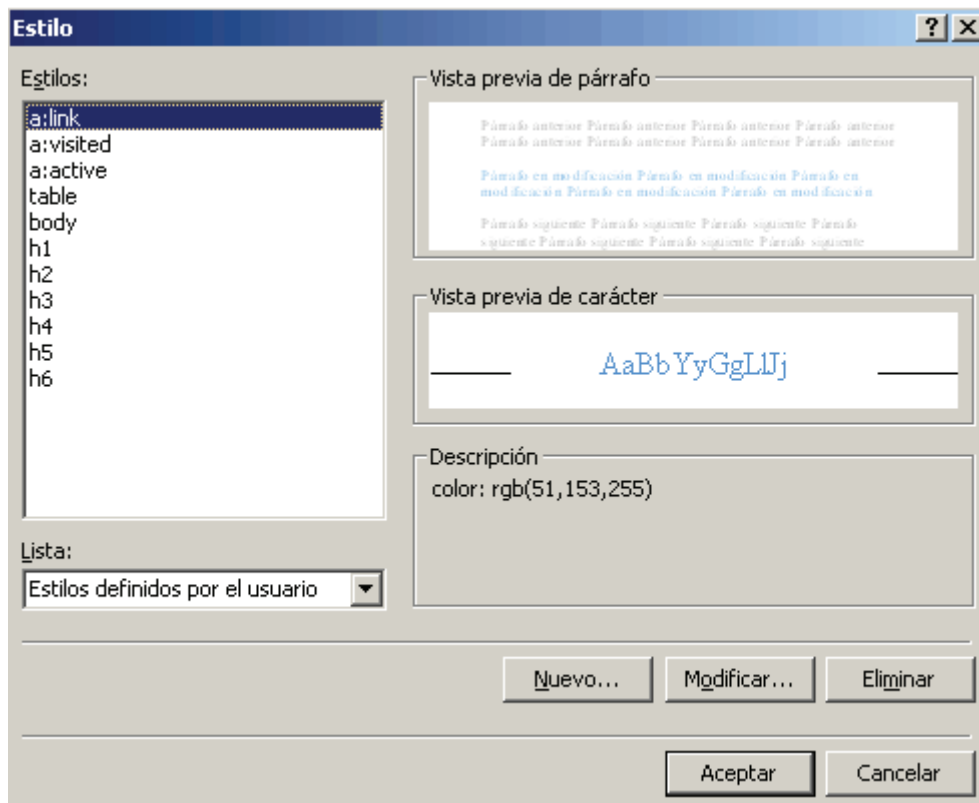 Estilo
Estilos:
a:link
a:visited
a:active
table
body
h1
h2
h3
h4
h5
h6
Lista:
Estilos definidos por el usuario
Vista previa de párrafo
Párrafo anterior Párrafo anterior Párrafo anterior Párrafo anterior
Párrafo anterior Párrafo anterior Párrafo anterior Párrafo anterior
Párrafo en modificación Párrafo en modificación Párrafo en
modificación Párrafo en modificación Párrafo en modificación
Párrafo siguiente Párrafo siguiente Párrafo siguiente Párrafo
siguiente Párrafo siguiente Párrafo siguiente Párrafo siguiente
Vista previa de carácter
AaBbYyGgLlJj
Descripción
color: rgb(51,153,255)
Nuevo...
Modificar...
Eliminar
Aceptar
Cancelar